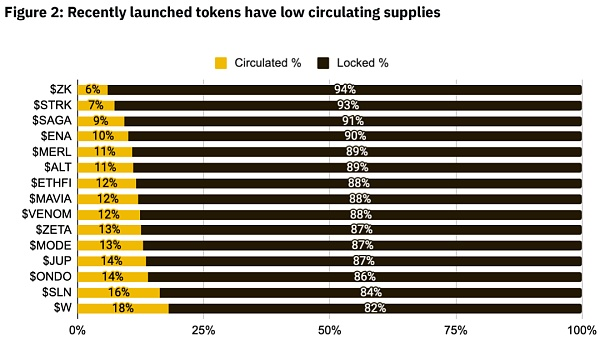 Figure 2: Recently launched tokens have low circulating supplies
Circulated % Locked %
$ZK 6% 94%
$STRK 7% 93%
$SAGA 9% 91%
$ENA 10% 90%
$MERL 11% 89%
$ALT 11% 89%
$ETHFI 12% 88%
$MAVIA 12% 88%
$VENOM 12% 88%
$ZETA 13% 87%
$MODE 13% 87%
$JUP 14% 87%
$ONDO 14% 86%
$SLN 16% 84%
$W 18% 82%
0% 25% 50% 75% 100%